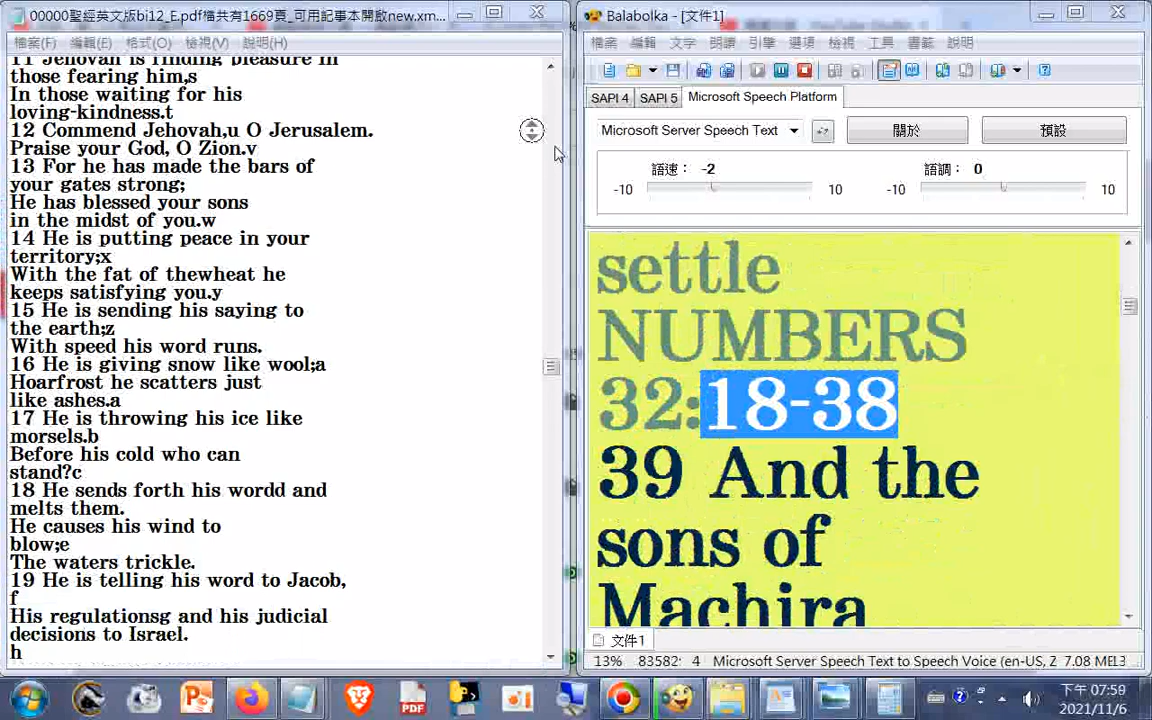 00000聖經英文版bi12_E.pdf檔共有1669頁_可用記事本開啟new.xm...
檔案(F) 編輯(E) 格式(O) 檢視(V) 說明(H)
11 Jehovah is finding pleasure in
those fearing him,s
In those waiting for his
loving-kindness.t
12 Commend Jehovah,u O Jerusalem.
Praise your God, O Zion.v
13 For he has made the bars of
your gates strong;
He has blessed your sons
in the midst of you.w
14 He is putting peace in your
territory;x
With the fat of thewheat he
keeps satisfying you.y
15 He is sending his saying to
the earth;z
With speed his word runs.
16 He is giving snow like wool;a
Hoarfrost he scatters just
like ashes.a
17 He is throwing his ice like
morsels.b
Before his cold who can
stand?c
18 He sends forth his wordd and
melts them.
He causes his wind to
blow;e
The waters trickle.
19 He is telling his word to Jacob,
f
His regulationsg and his judicial
decisions to Israel.
h
Balabolka - [文件1]
檔案 編輯 文字 朗讀 引擎 選項 檢視 工具 書籤 說明
SAPI 4 SAPI 5 Microsoft Speech Platform
Microsoft Server Speech Text 關於 預設
語速： -2 語調： 0
-10 10 -10 10
settle
NUMBERS
32:18-38
39 And the
sons of
Machira
文件1
13% 83582: 4 Microsoft Server Speech Text to Speech Voice (en-US, Z 7.08 MEI3
PDF
下午 07:59
2021/11/6